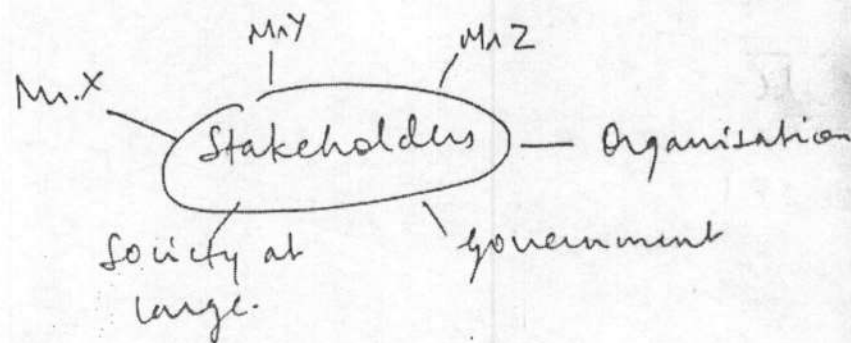 Mr Y
Mr Z
Mr. X
Stakeholders
Organisation
Society at
large.
Government